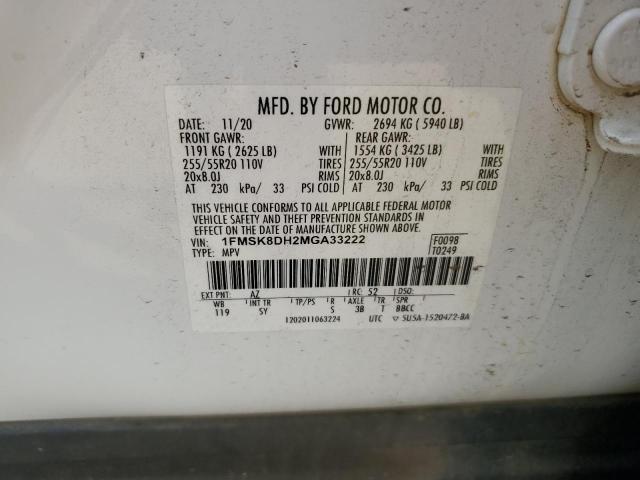 MFD. BY FORD MOTOR CO.
DATE: 11/20 GVWR: 2694 KG ( 5940 LB)
FRONT GAWR: REAR GAWR:
1191 KG ( 2625 LB) WITH 1554 KG ( 3425 LB) WITH
255/55R20 110V TIRES 255/55R20 110V TIRES
20x8.0J RIMS 20x8.0J RIMS
AT 230 kPa/ 33 PSI COLD AT 230 kPa/ 33 PSI COLD
THIS VEHICLE CONFORMS TO ALL APPLICABLE FEDERAL MOTOR
VEHICLE SAFETY AND THEFT PREVENTION STANDARDS IN
EFFECT ON THE DATE OF MANUFACTURE SHOWN ABOVE.
VIN: 1FMSK8DH2MGA33222 F0098
TYPE: MPV T0249
EXT PNT: AZ RC: 52 DSO:
WB INT TR TP/PS R AXLE TR SPR
119 SY S 3B T BBCC
1202011063224 UTC ▽ 5U5A-1520472-BA